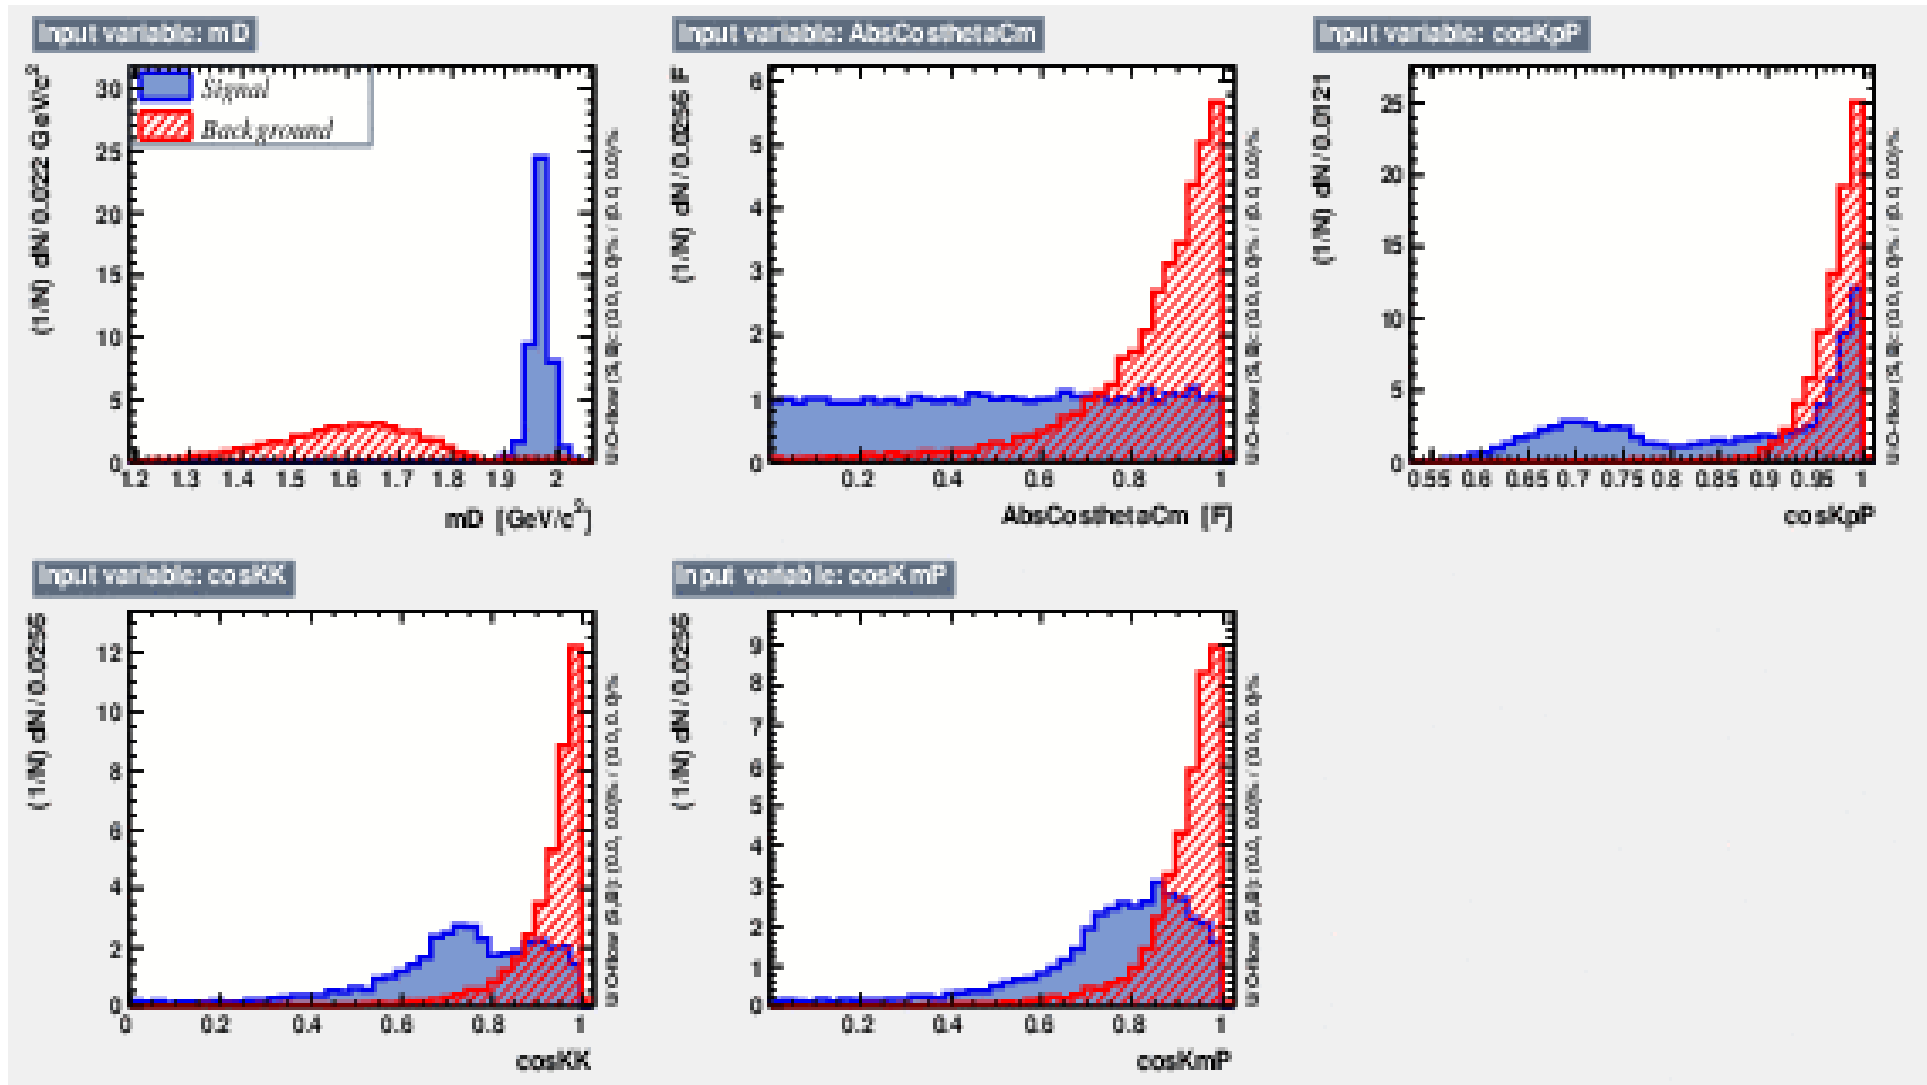 Input variable: mD
Signal
Background
(1/N) dN/ 0.022 GeV/c²
30
25
20
15
10
5
0
1.2 1.3 1.4 1.5 1.6 1.7 1.8 1.9 2
mD [GeV/c²]
Input variable: AbsCosthetaCm
(1/N) dN / 0.0256 F
6
5
4
3
2
1
0
0.2 0.4 0.6 0.8 1
AbsCosthetaCm [F]
Input variable: cosKpP
(1/N) dN / 0.0121
25
20
15
10
5
0
0.55 0.6 0.65 0.7 0.75 0.8 0.85 0.9 0.95 1
cosKpP
Input variable: cosKK
(1/N) dN / 0.0256
12
10
8
6
4
2
0
0 0.2 0.4 0.6 0.8 1
cosKK
Input variable: cosKmP
(1/N) dN / 0.0256
9
8
7
6
5
4
3
2
1
0
0.2 0.4 0.6 0.8 1
cosKmP